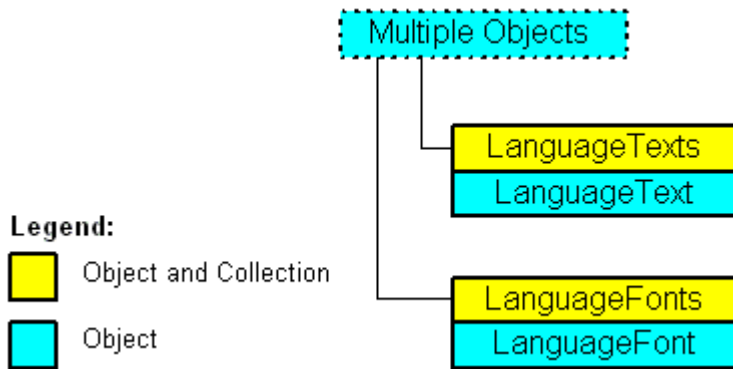 Multiple Objects
LanguageTexts
LanguageText
Legend:
Object and Collection
LanguageFonts
Object
LanguageFont